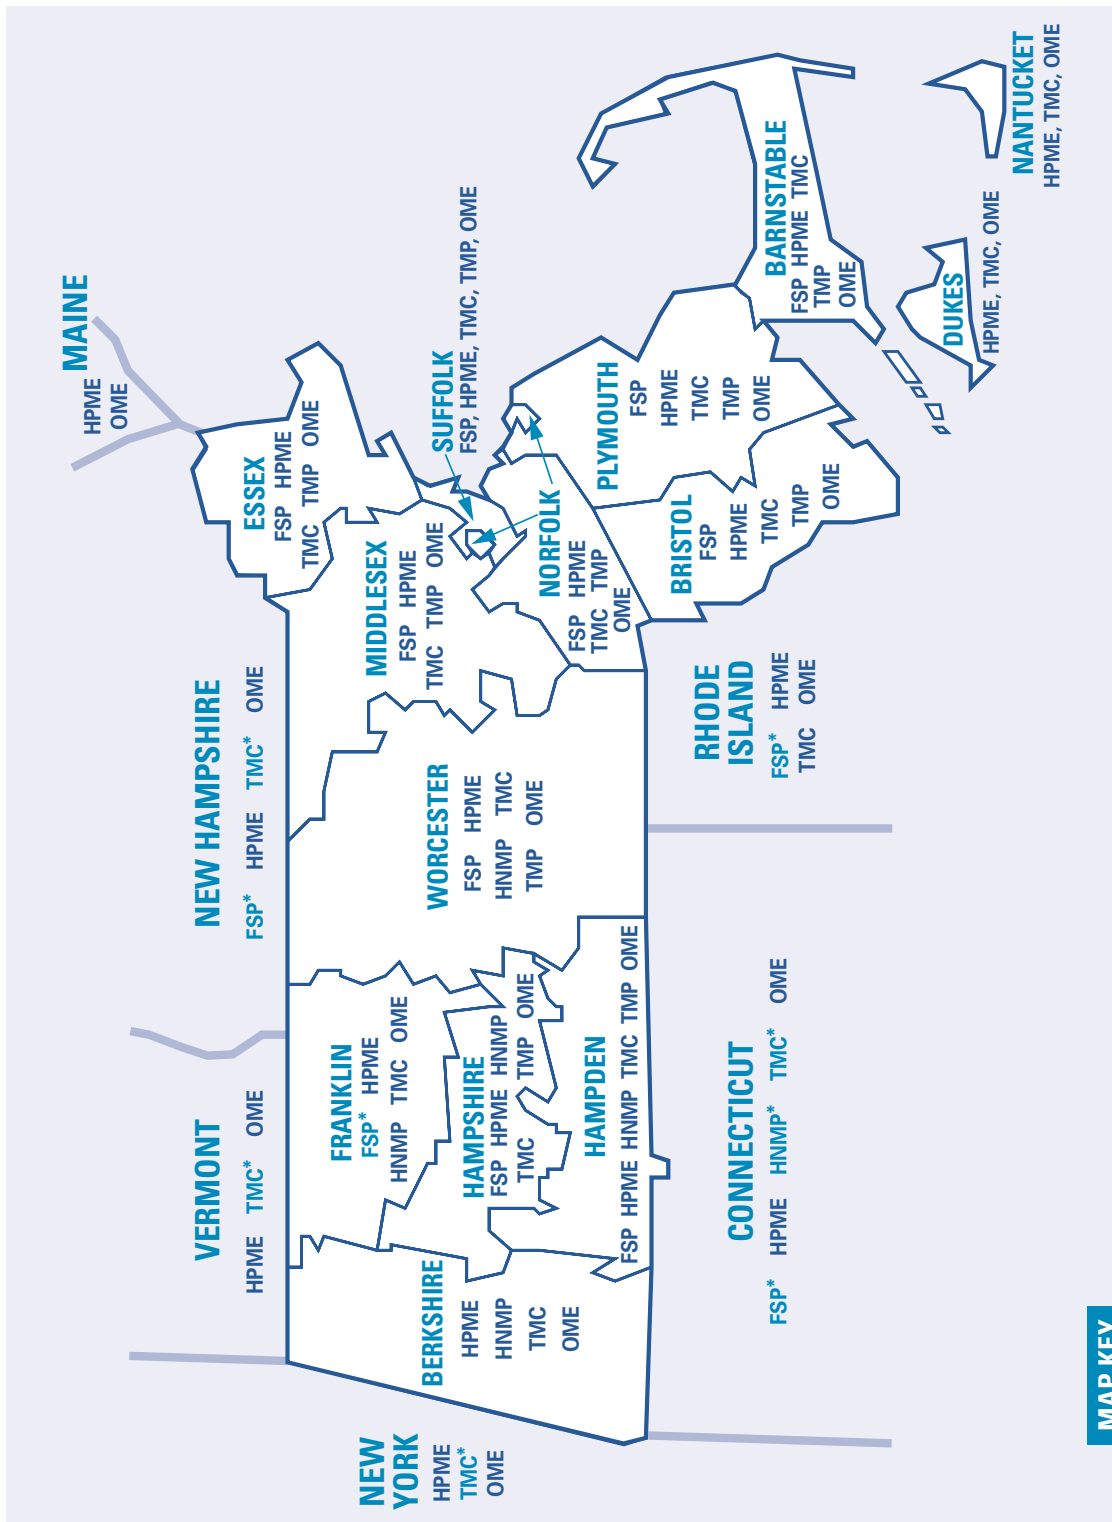 MAINE
HPME
OME
NEW HAMPSHIRE
FSP* HPME TMC* OME
VERMONT
HPME TMC* OME
NEW
YORK
HPME
TMC*
OME
BERKSHIRE
HPME
HNMP
TMC
OME
FRANKLIN
FSP* HPME
HNMP TMC OME
HAMPSHIRE
FSP HPME HNMP
TMC TMP OME
HAMPDEN
FSP HPME HNMP TMC TMP OME
WORCESTER
FSP HPME
HNMP TMC
TMP OME
MIDDLESEX
FSP HPME
TMC TMP OME
ESSEX
FSP HPME
TMC TMP OME
SUFFOLK
FSP, HPME, TMC, TMP, OME
NORFOLK
FSP HPME
TMC TMP
OME
PLYMOUTH
FSP
HPME
TMC
TMP
OME
BRISTOL
FSP
HPME
TMC
TMP
OME
BARNSTABLE
FSP HPME TMC
TMP
OME
DUKES
HPME, TMC, OME
NANTUCKET
HPME, TMC, OME
RHODE
ISLAND
FSP* HPME
TMC OME
CONNECTICUT
FSP* HPME HNMP* TMC* OME
MAP KEY